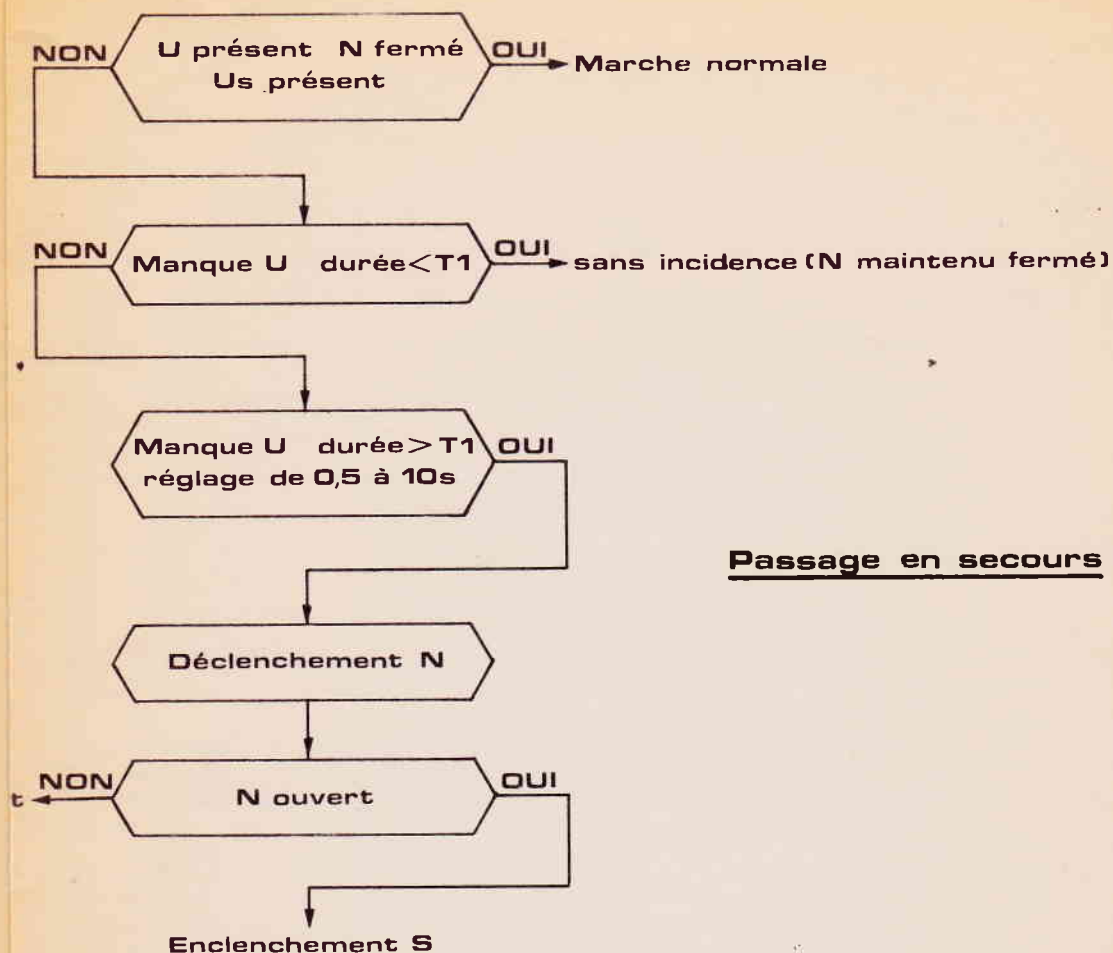 U présent N fermé
Us présent
NON
OUI
Marche normale
Manque U durée<T1
NON
OUI
sans incidence (N maintenu fermé)
Manque U durée>T1
réglage de 0,5 à 10s
OUI
Passage en secours
Déclenchement N
N ouvert
NON
OUI
t
Enclenchement S